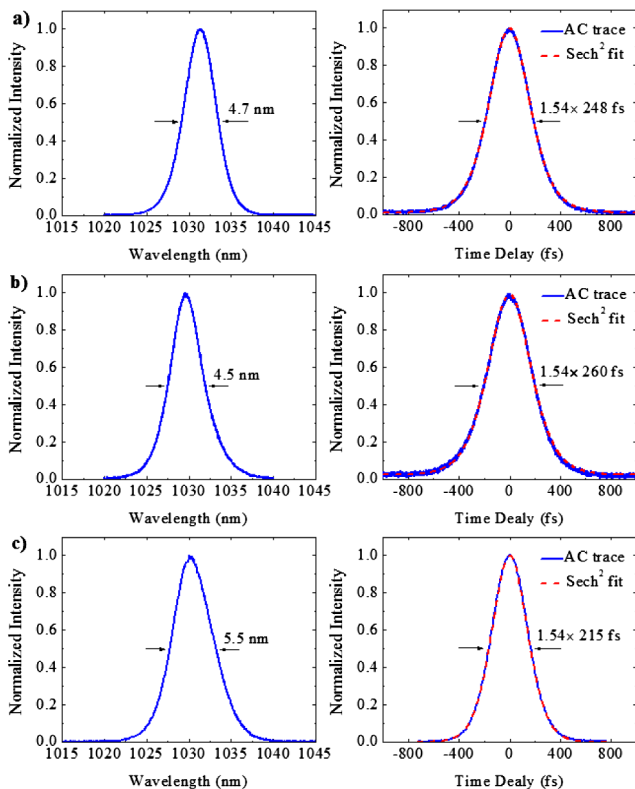 a)
Normalized Intensity
1.0
0.8
0.6
0.4
0.2
0.0
4.7 nm
1015 1020 1025 1030 1035 1040 1045
Wavelength (nm)
Normalized Intensity
1.0
0.8
0.6
0.4
0.2
0.0
AC trace
Sech² fit
1.54× 248 fs
-800 -400 0 400 800
Time Delay (fs)
b)
Normalized Intensity
1.0
0.8
0.6
0.4
0.2
0.0
4.5 nm
1015 1020 1025 1030 1035 1040 1045
Wavelength (nm)
Normalized Intensity
1.0
0.8
0.6
0.4
0.2
0.0
AC trace
Sech² fit
1.54× 260 fs
-800 -400 0 400 800
Time Dealy (fs)
c)
Normalized Intensity
1.0
0.8
0.6
0.4
0.2
0.0
5.5 nm
1015 1020 1025 1030 1035 1040 1045
Wavelength (nm)
Normalized Intensity
1.0
0.8
0.6
0.4
0.2
0.0
AC trace
Sech² fit
1.54× 215 fs
-800 -400 0 400 800
Time Dealy (fs)